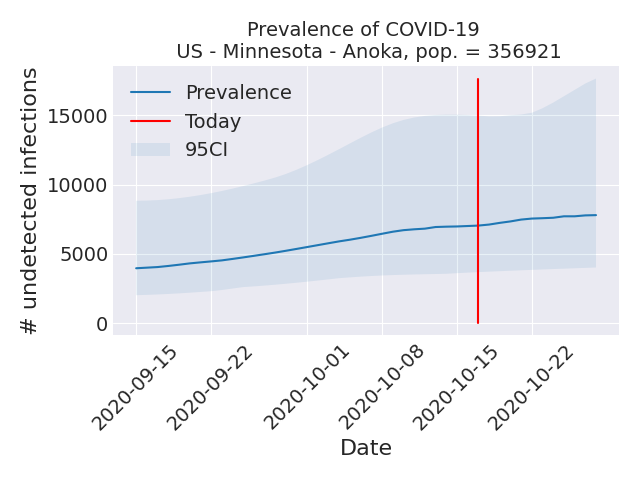 Prevalence of COVID-19
US - Minnesota - Anoka, pop. = 356921
# undetected infections
15000
10000
5000
0
Prevalence
Today
95CI
2020-09-15
2020-09-22
2020-10-01
2020-10-08
2020-10-15
2020-10-22
Date